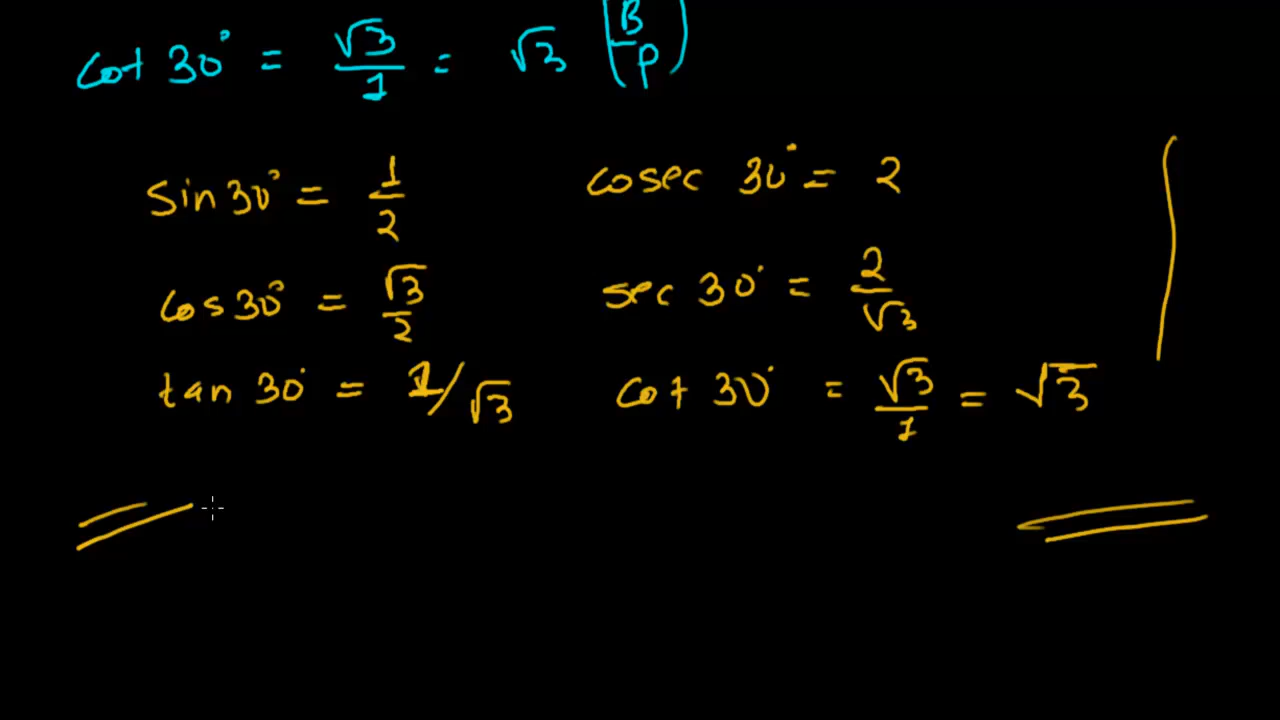 cot 30° = √3/1 = √3 (B/P)
sin 30° = 1/2 cosec 30° = 2
cos 30° = √3/2 sec 30° = 2/√3
tan 30° = 1/√3 cot 30° = √3/1 = √3